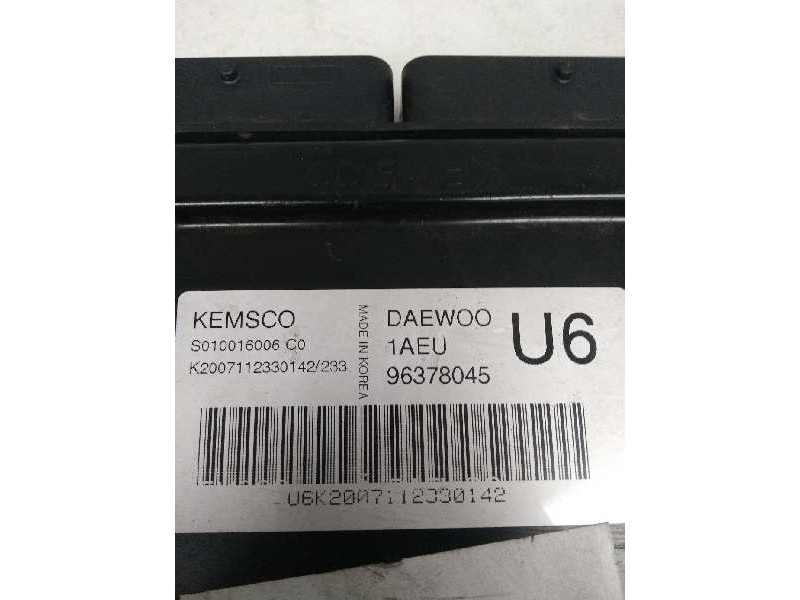 KEMSCO
S010016006 C0
K2007112330142/233
MADE IN KOREA
DAEWOO
1AEU
96378045
U6
U6K2007112330142